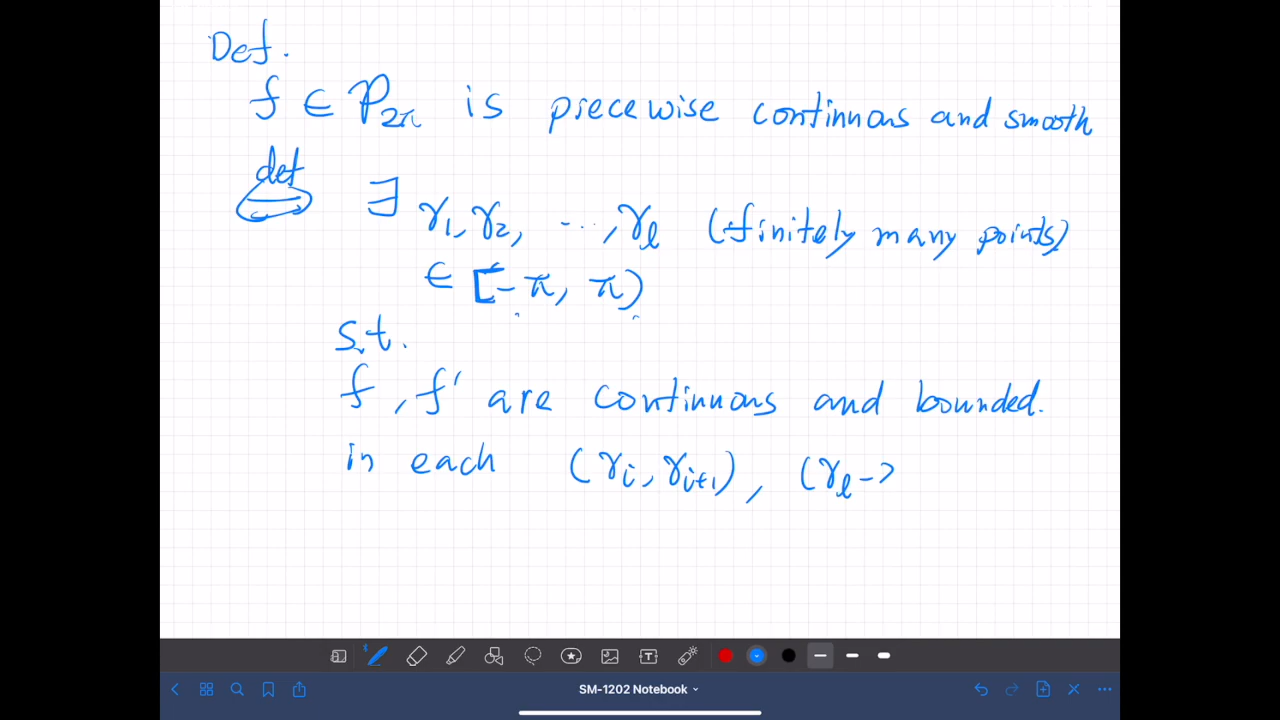 Def.
f ∈ P₂π is piecewise continuous and smooth
def
⟺ ∃ γ₁, γ₂, ..., γℓ (finitely many points)
∈ [-π, π)
s.t.
f, f' are continuous and bounded.
in each (γᵢ, γᵢ₊₁), (γℓ -
SM-1202 Notebook